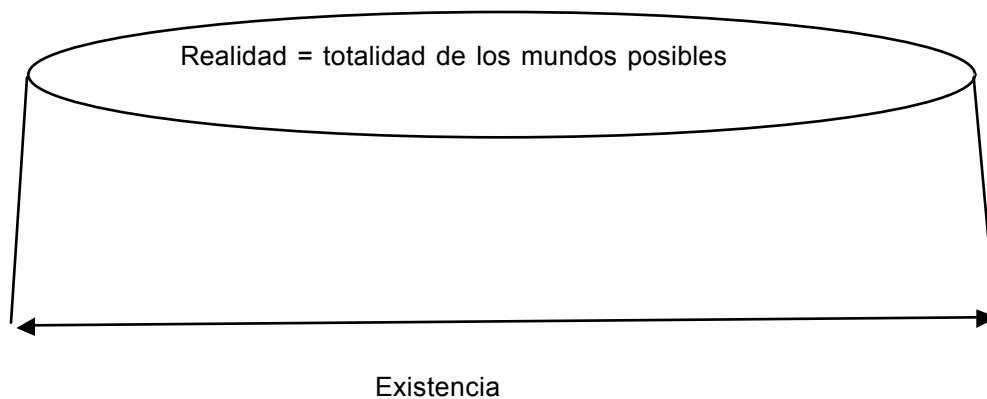 Realidad = totalidad de los mundos posibles
Existencia